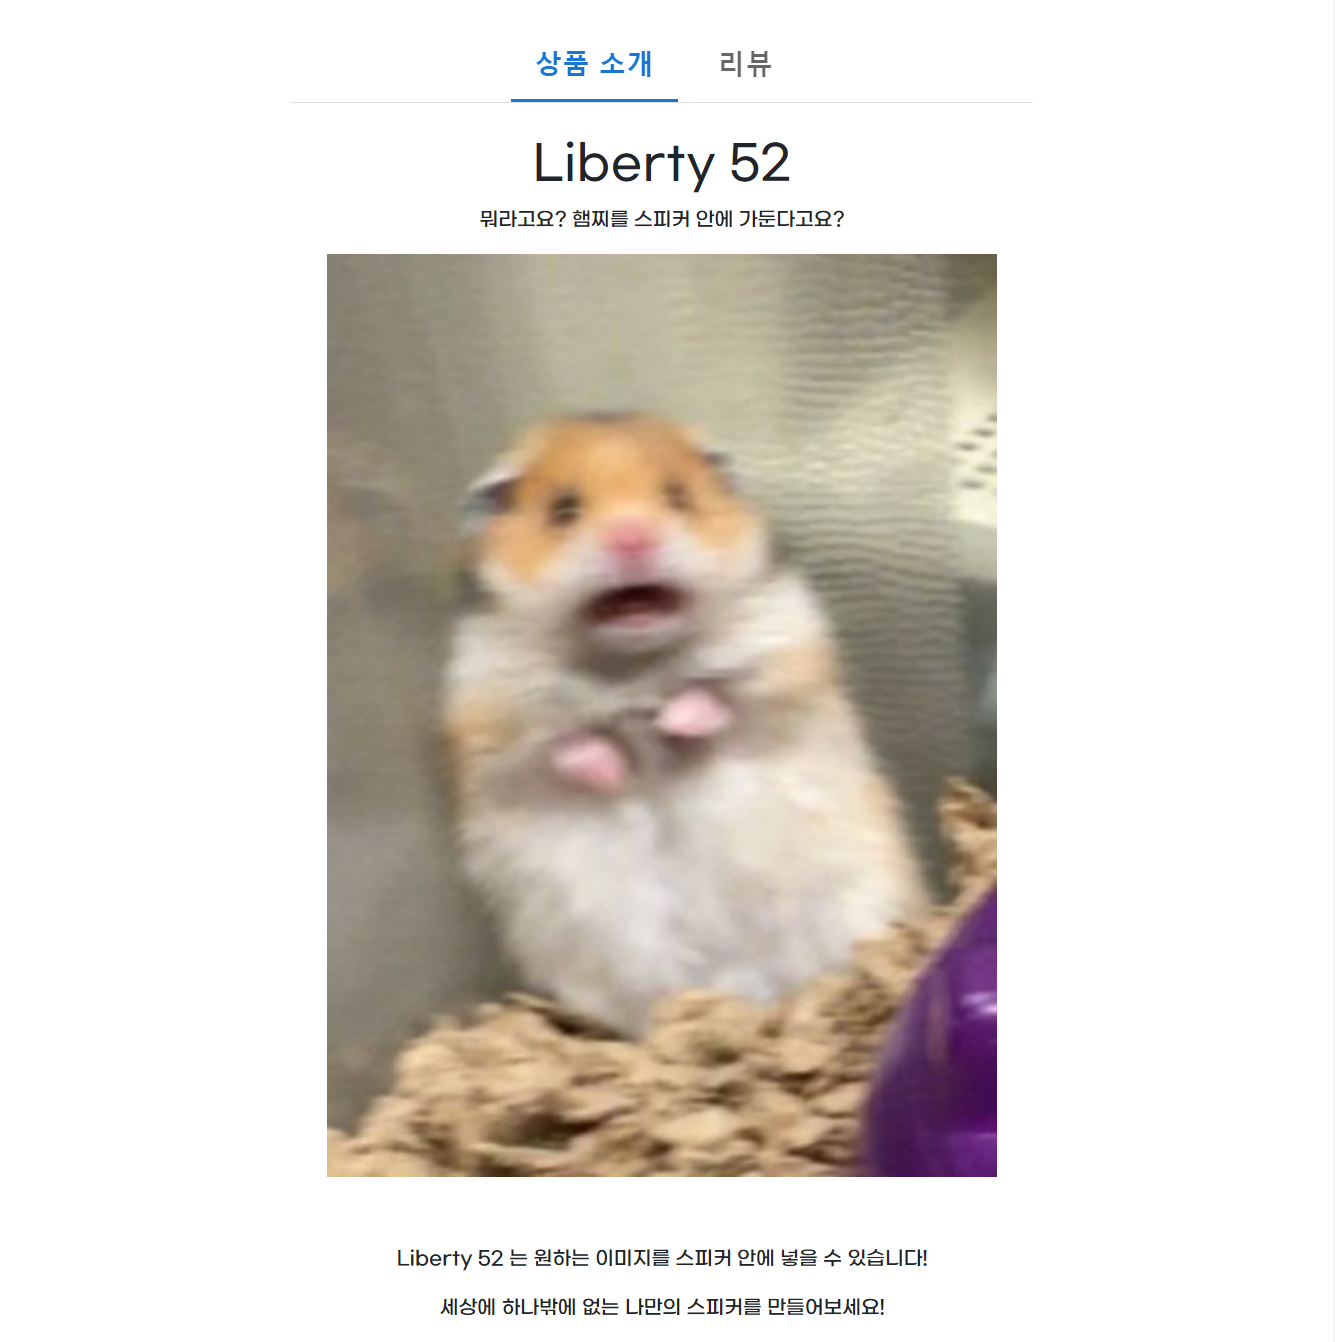 상품 소개
리뷰
Liberty 52
뭐라고요? 햄찌를 스피커 안에 가둔다고요?
Liberty 52 는 원하는 이미지를 스피커 안에 넣을 수 있습니다!
세상에 하나밖에 없는 나만의 스피커를 만들어보세요!